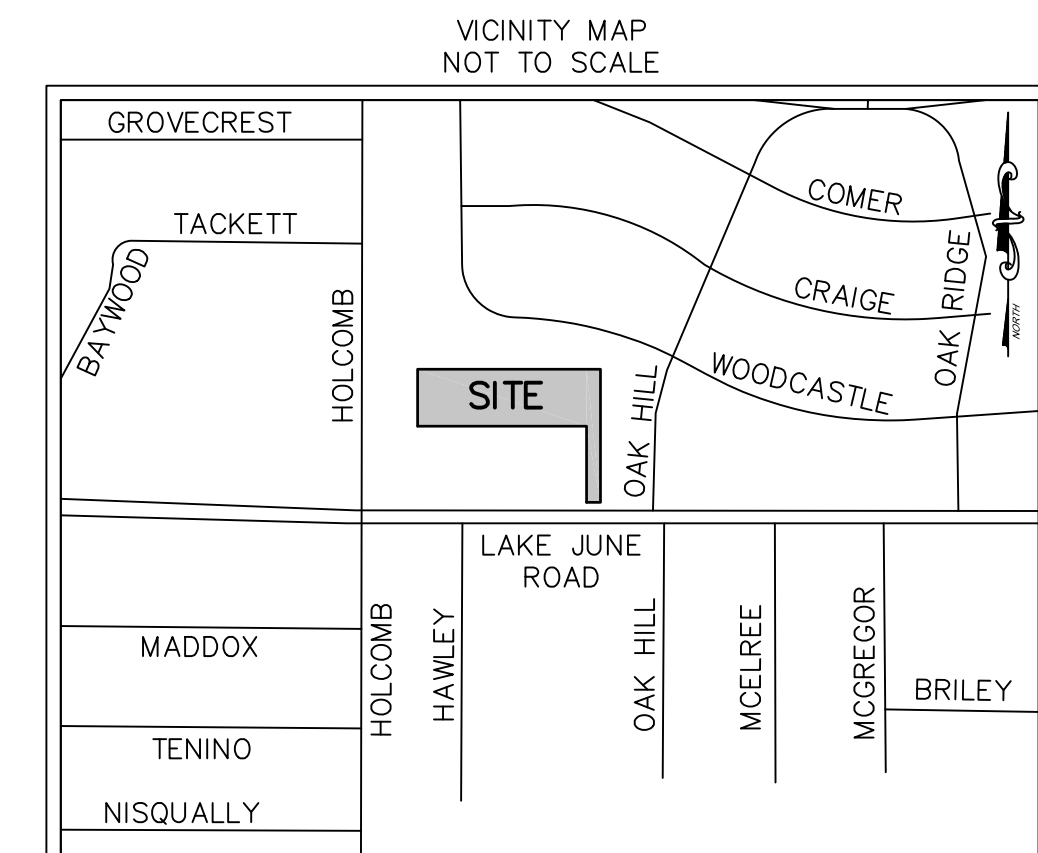 VICINITY MAP
NOT TO SCALE
GROVECREST
TACKETT
BAYWOOD
HOLCOMB
COMER
CRAIGE
OAK RIDGE
NORTH
WOODCASTLE
SITE
OAK HILL
LAKE JUNE
ROAD
MADDOX
HOLCOMB
HAWLEY
OAK HILL
MCELREE
MCGREGOR
BRILEY
TENINO
NISQUALLY